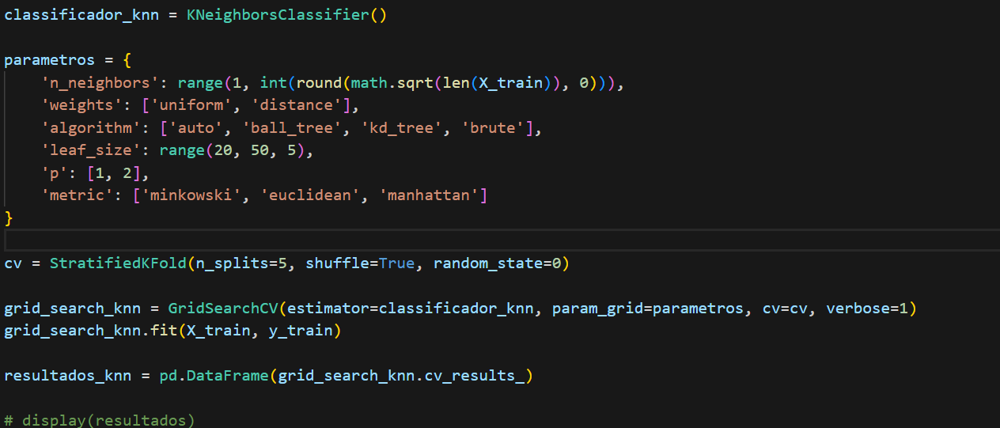 classificador_knn = KNeighborsClassifier()
parametros = {
'n_neighbors': range(1, int(round(math.sqrt(len(X_train)), 0))),
'weights': ['uniform', 'distance'],
'algorithm': ['auto', 'ball_tree', 'kd_tree', 'brute'],
'leaf_size': range(20, 50, 5),
'p': [1, 2],
'metric': ['minkowski', 'euclidean', 'manhattan']
}
cv = StratifiedKFold(n_splits=5, shuffle=True, random_state=0)
grid_search_knn = GridSearchCV(estimator=classificador_knn, param_grid=parametros, cv=cv, verbose=1)
grid_search_knn.fit(X_train, y_train)
resultados_knn = pd.DataFrame(grid_search_knn.cv_results_)
# display(resultados)